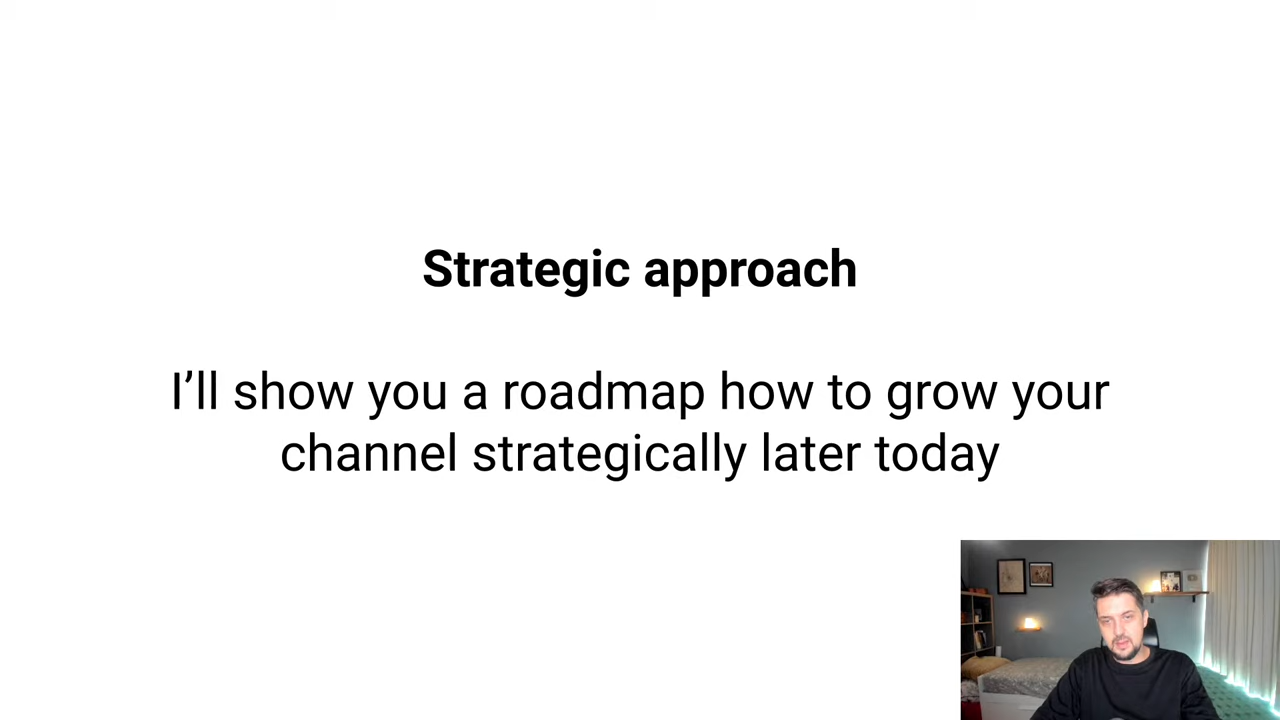 Strategic approach
I’ll show you a roadmap how to grow your
channel strategically later today